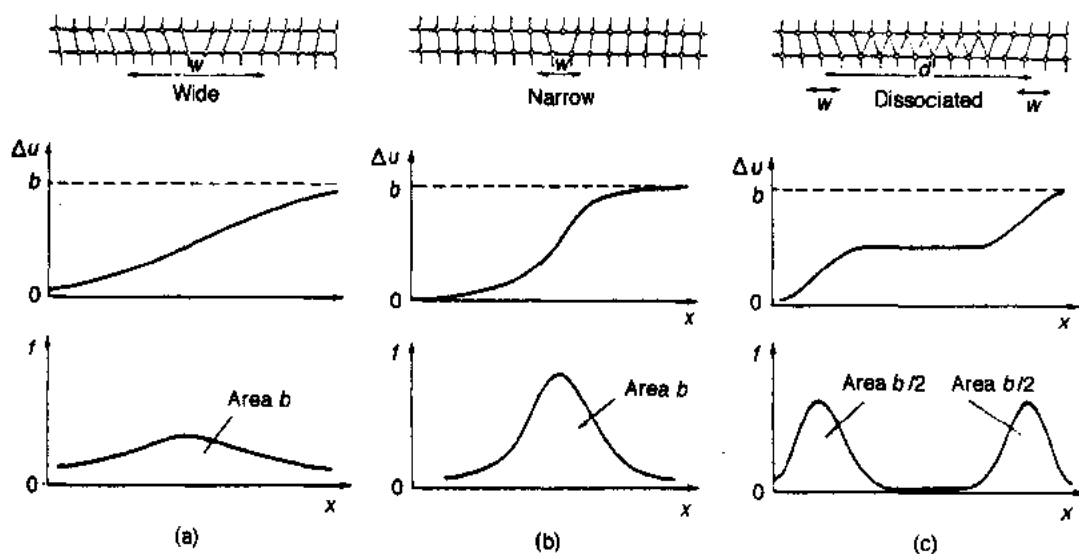 w
Wide
w
Narrow
d
w Dissociated w
Δu
b
0
x
Δu
b
0
x
Δu
b
0
x
f
Area b
0
x
f
Area b
0
x
f
Area b/2 Area b/2
0
x
(a)
(b)
(c)